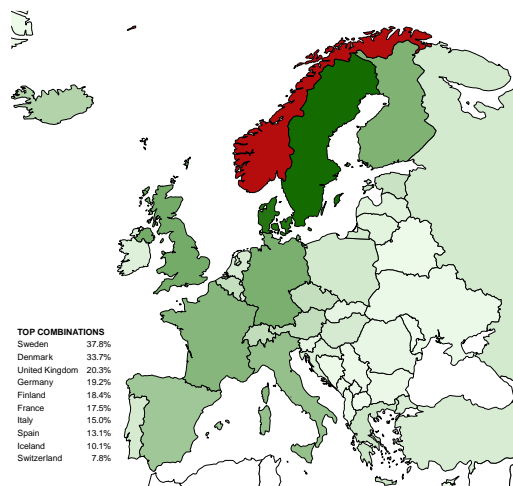 TOP COMBINATIONS
Sweden 37.8%
Denmark 33.7%
United Kingdom 20.3%
Germany 19.2%
Finland 18.4%
France 17.5%
Italy 15.0%
Spain 13.1%
Iceland 10.1%
Switzerland 7.8%